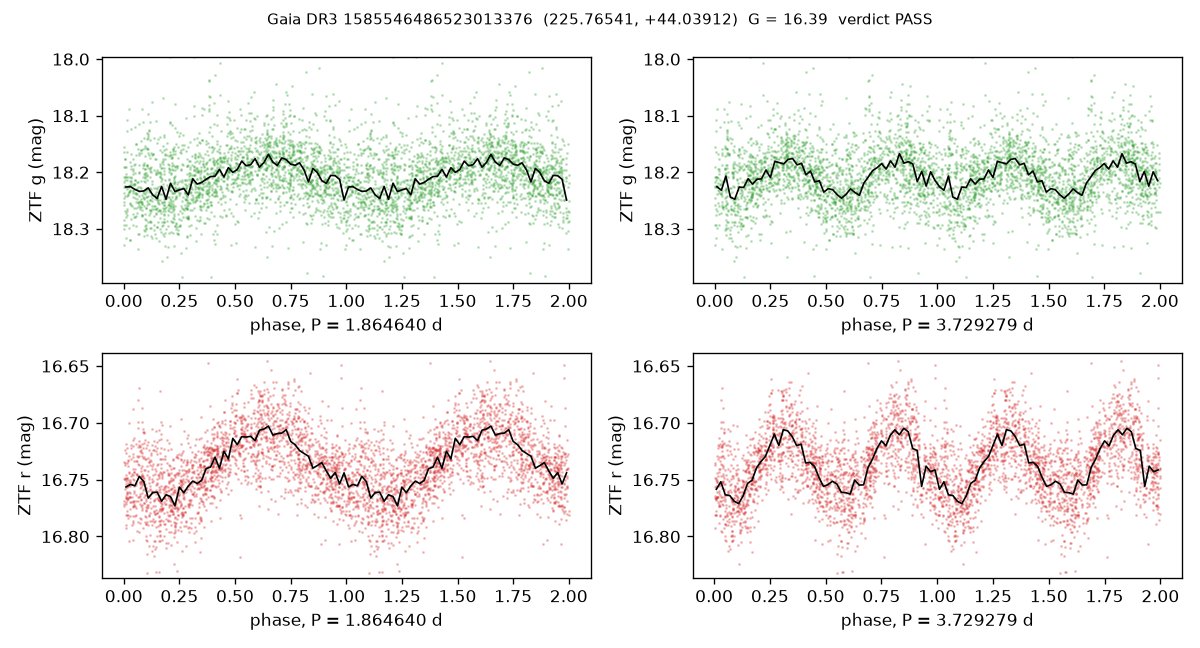 Gaia DR3 1585546486523013376  (225.76541, +44.03912)  G = 16.39  verdict PASS
ZTF g (mag)
18.0
18.1
18.2
18.3
0.00 0.25 0.50 0.75 1.00 1.25 1.50 1.75 2.00
phase, P = 1.864640 d
ZTF g (mag)
18.0
18.1
18.2
18.3
0.00 0.25 0.50 0.75 1.00 1.25 1.50 1.75 2.00
phase, P = 3.729279 d
ZTF r (mag)
16.65
16.70
16.75
16.80
0.00 0.25 0.50 0.75 1.00 1.25 1.50 1.75 2.00
phase, P = 1.864640 d
ZTF r (mag)
16.65
16.70
16.75
16.80
0.00 0.25 0.50 0.75 1.00 1.25 1.50 1.75 2.00
phase, P = 3.729279 d